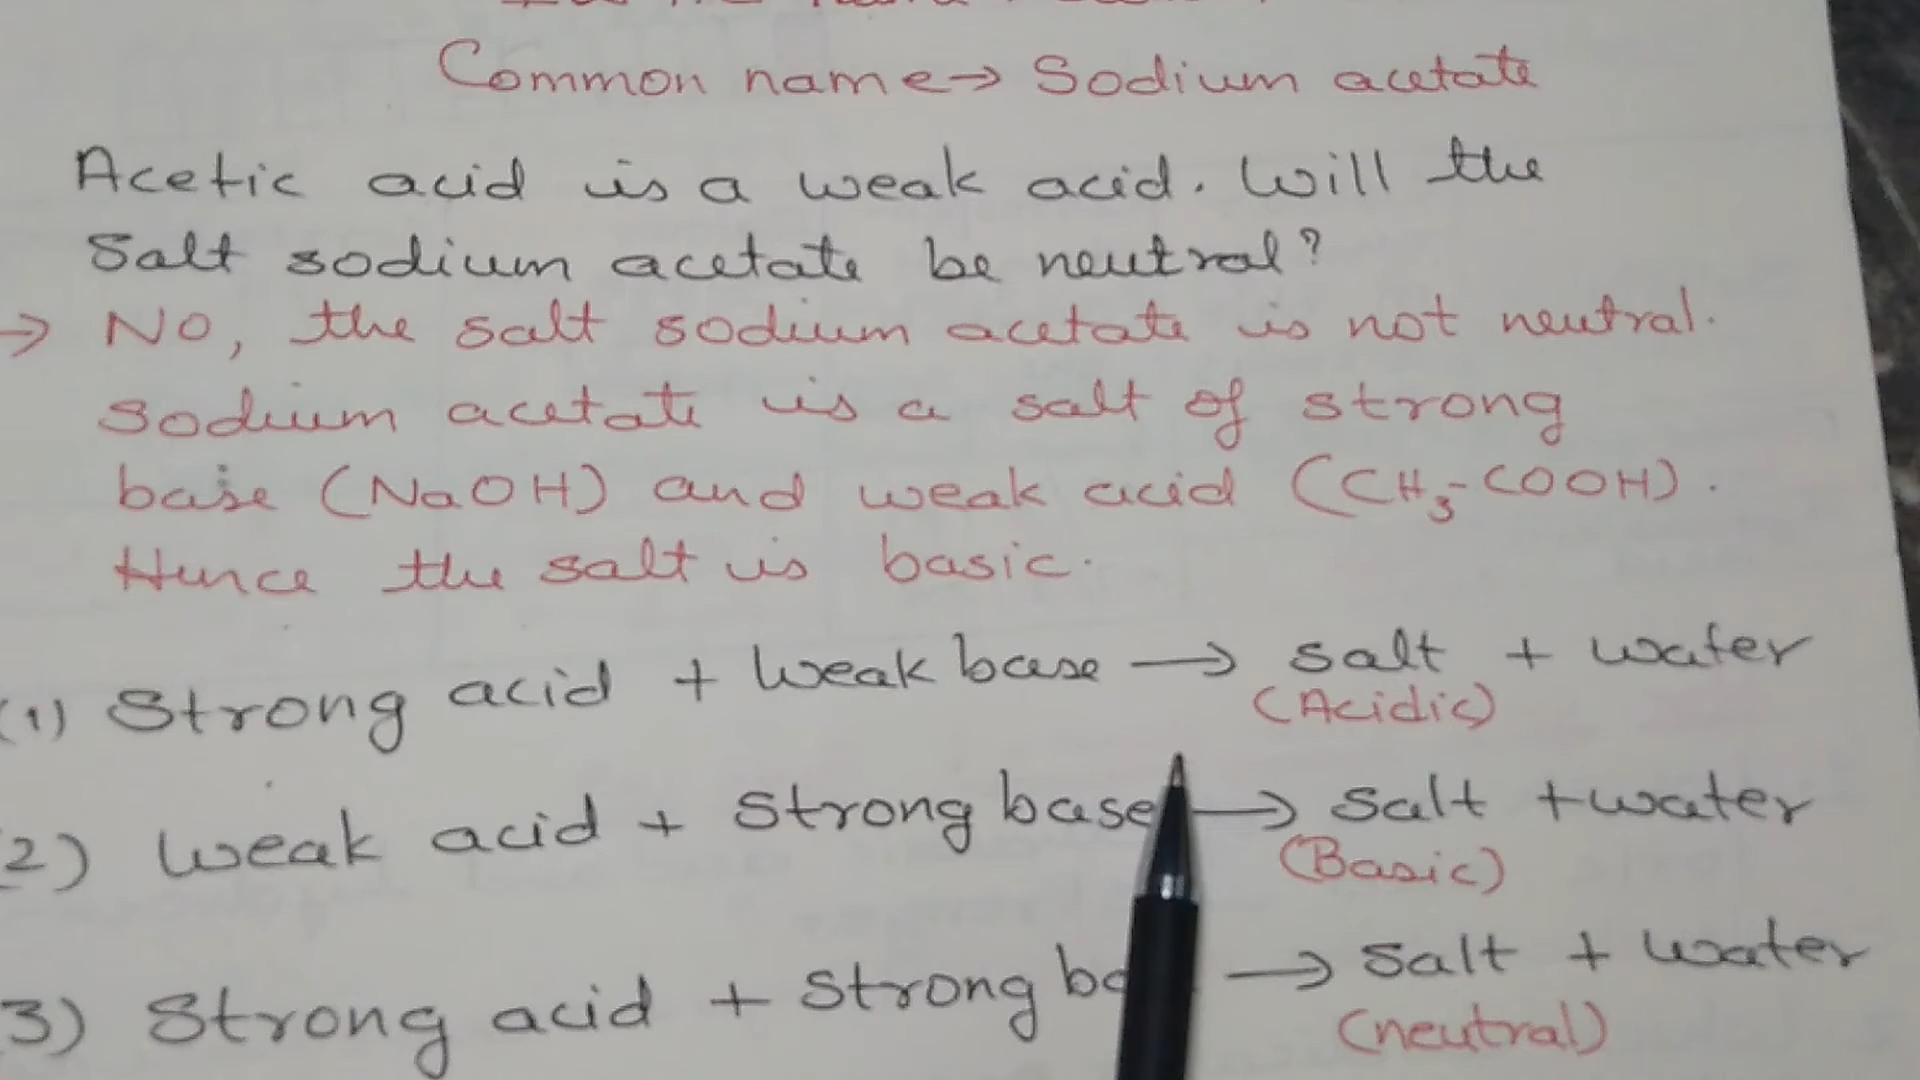 Common name → Sodium acetate
Acetic acid is a weak acid. Will the
Salt sodium acetate be neutral?
→ No, the salt sodium acetate is not neutral.
Sodium acetate is a salt of strong
base (NaOH) and weak acid (CH₃-COOH).
Hence the salt is basic.
(1) Strong acid + Weak base → salt + water
(Acidic)
2) Weak acid + Strong base → salt + water
(Basic)
3) Strong acid + strong → salt + water
(neutral)